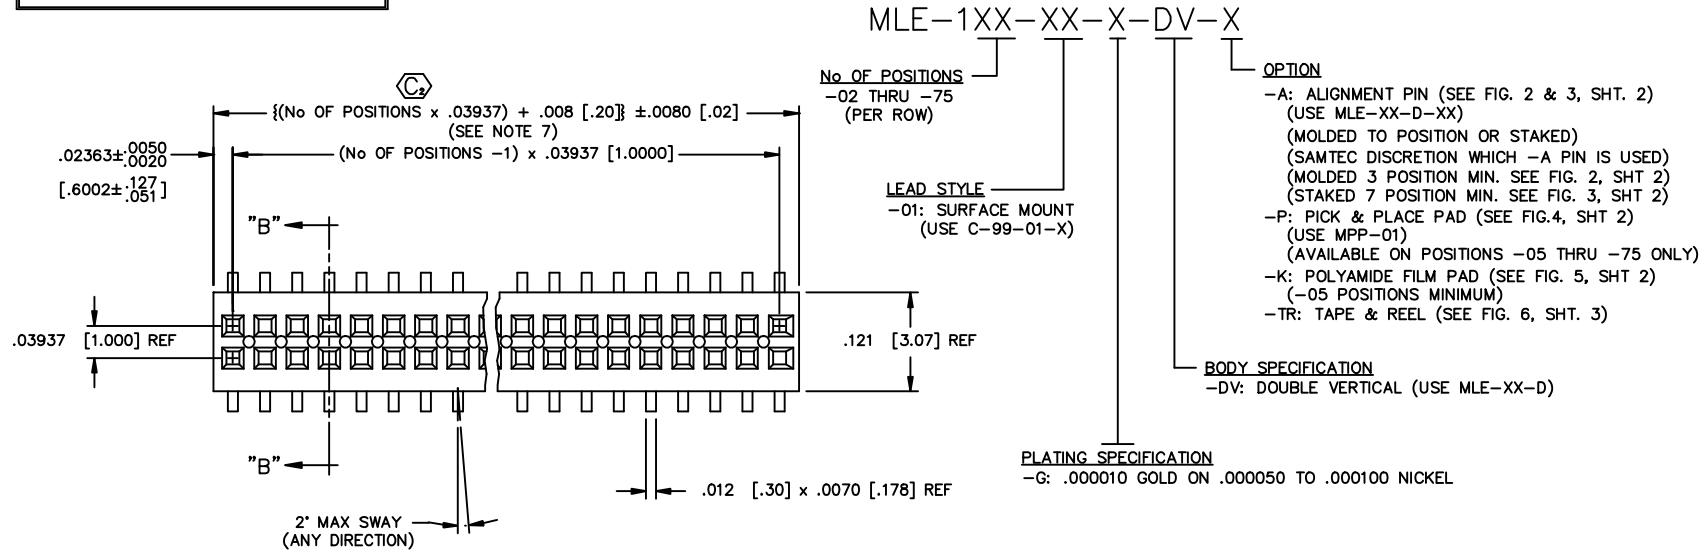 MLE-1XX-XX-X-DV-X
No OF POSITIONS
-02 THRU -75
(PER ROW)
LEAD STYLE
-01: SURFACE MOUNT
(USE C-99-01-X)
OPTION
-A: ALIGNMENT PIN (SEE FIG. 2 & 3, SHT. 2)
(USE MLE-XX-D-XX)
(MOLDED TO POSITION OR STAKED)
(SAMTEC DISCRETION WHICH -A PIN IS USED)
(MOLDED 3 POSITION MIN. SEE FIG. 2, SHT 2)
(STAKED 7 POSITION MIN. SEE FIG. 3, SHT 2)
-P: PICK & PLACE PAD (SEE FIG.4, SHT 2)
(USE MPP-01)
(AVAILABLE ON POSITIONS -05 THRU -75 ONLY)
-K: POLYAMIDE FILM PAD (SEE FIG. 5, SHT 2)
(-05 POSITIONS MINIMUM)
-TR: TAPE & REEL (SEE FIG. 6, SHT. 3)
BODY SPECIFICATION
-DV: DOUBLE VERTICAL (USE MLE-XX-D)
PLATING SPECIFICATION
-G: .000010 GOLD ON .000050 TO .000100 NICKEL
C2
{(No OF POSITIONS x .03937) + .008 [.20]} ±.0080 [.02]
(SEE NOTE 7)
(No OF POSITIONS -1) x .03937 [1.0000]
.02363±.0050
.0020
[.6002±.127
.051]
"B"
.03937 [1.000] REF
.121 [3.07] REF
"B"
.012 [.30] x .0070 [.178] REF
2° MAX SWAY
(ANY DIRECTION)